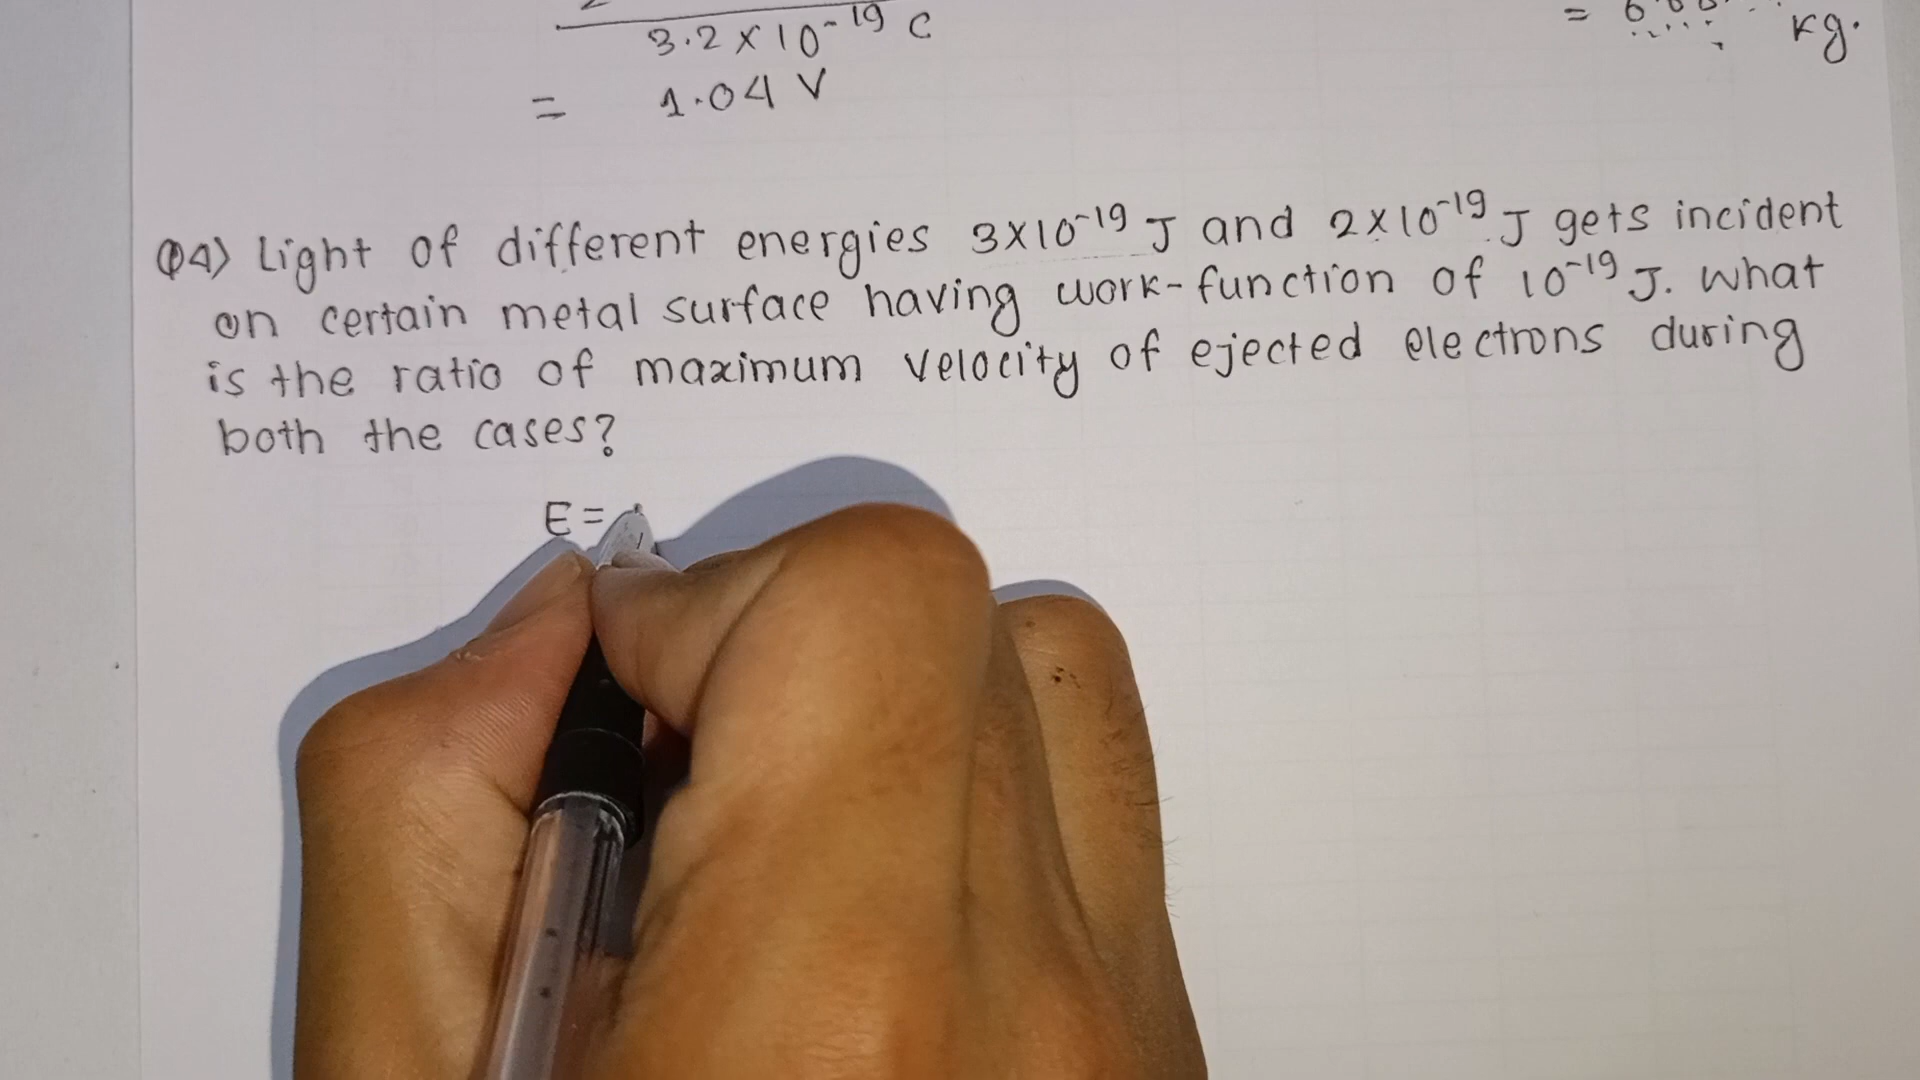 3.2 × 10⁻¹⁹ C
= 1.04 V
=
kg.
Q4) Light of different energies 3×10⁻¹⁹ J and 2×10⁻¹⁹ J gets incident
on certain metal surface having work-function of 10⁻¹⁹ J. What
is the ratio of maximum velocity of ejected electrons during
both the cases?
E =